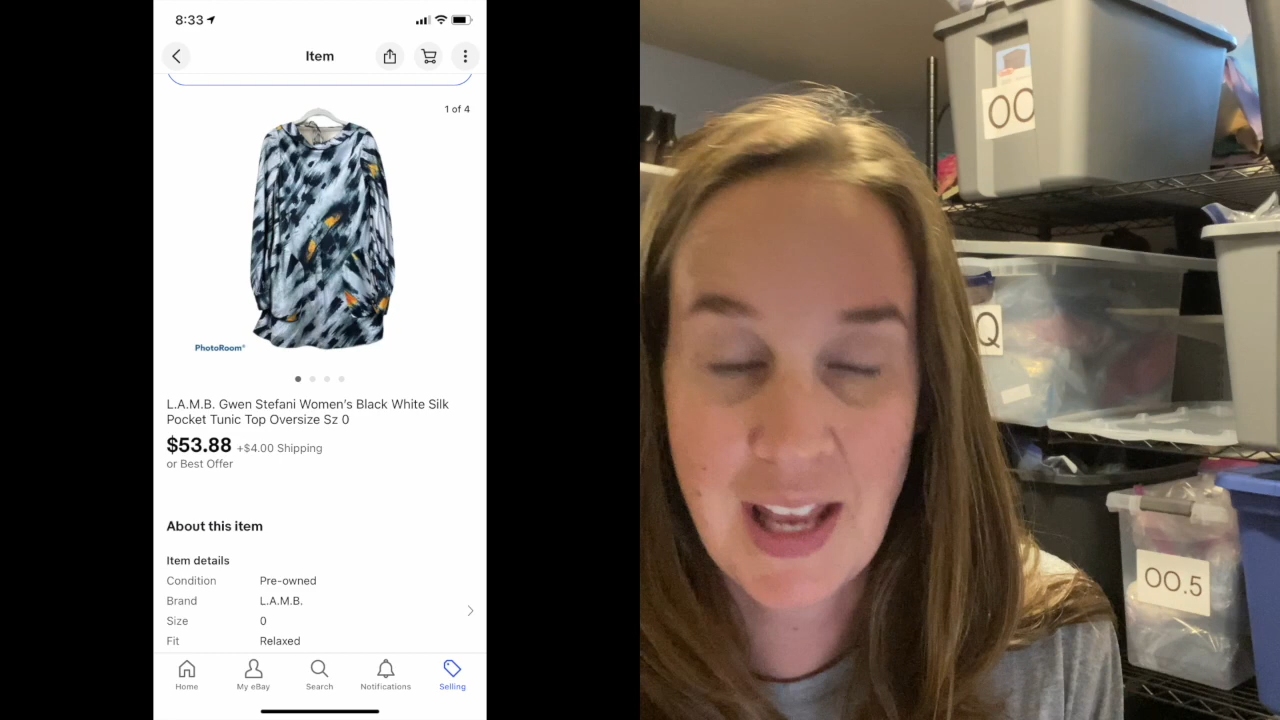 8:33
Item
1 of 4
PhotoRoom®
L.A.M.B. Gwen Stefani Women's Black White Silk
Pocket Tunic Top Oversize Sz 0
$53.88 +$4.00 Shipping
or Best Offer
About this item
Item details
Condition Pre-owned
Brand L.A.M.B.
Size 0
Fit Relaxed
Home My eBay Search Notifications Selling
OO
Q
OO.5